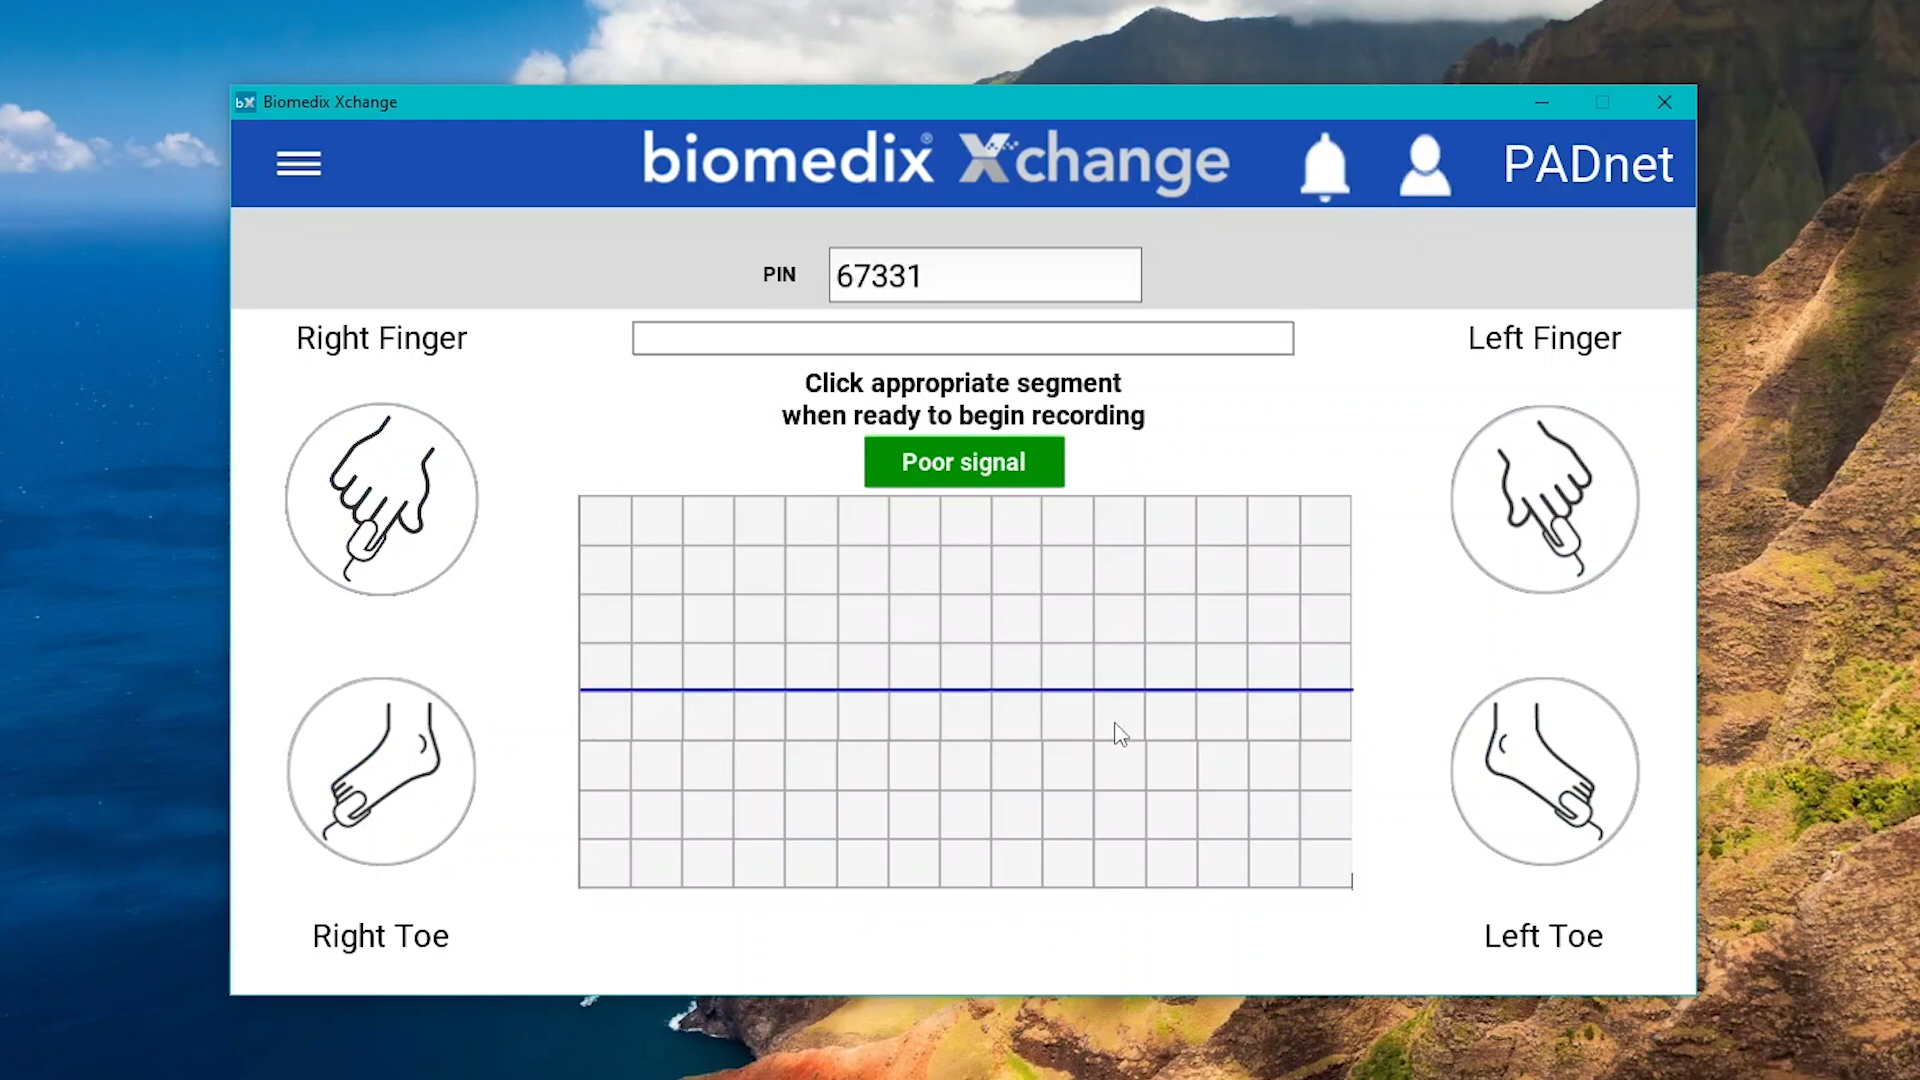 bX Biomedix Xchange
biomedix® Xchange
PADnet
PIN 67331
Right Finger
Left Finger
Click appropriate segment
when ready to begin recording
Poor signal
Right Toe
Left Toe